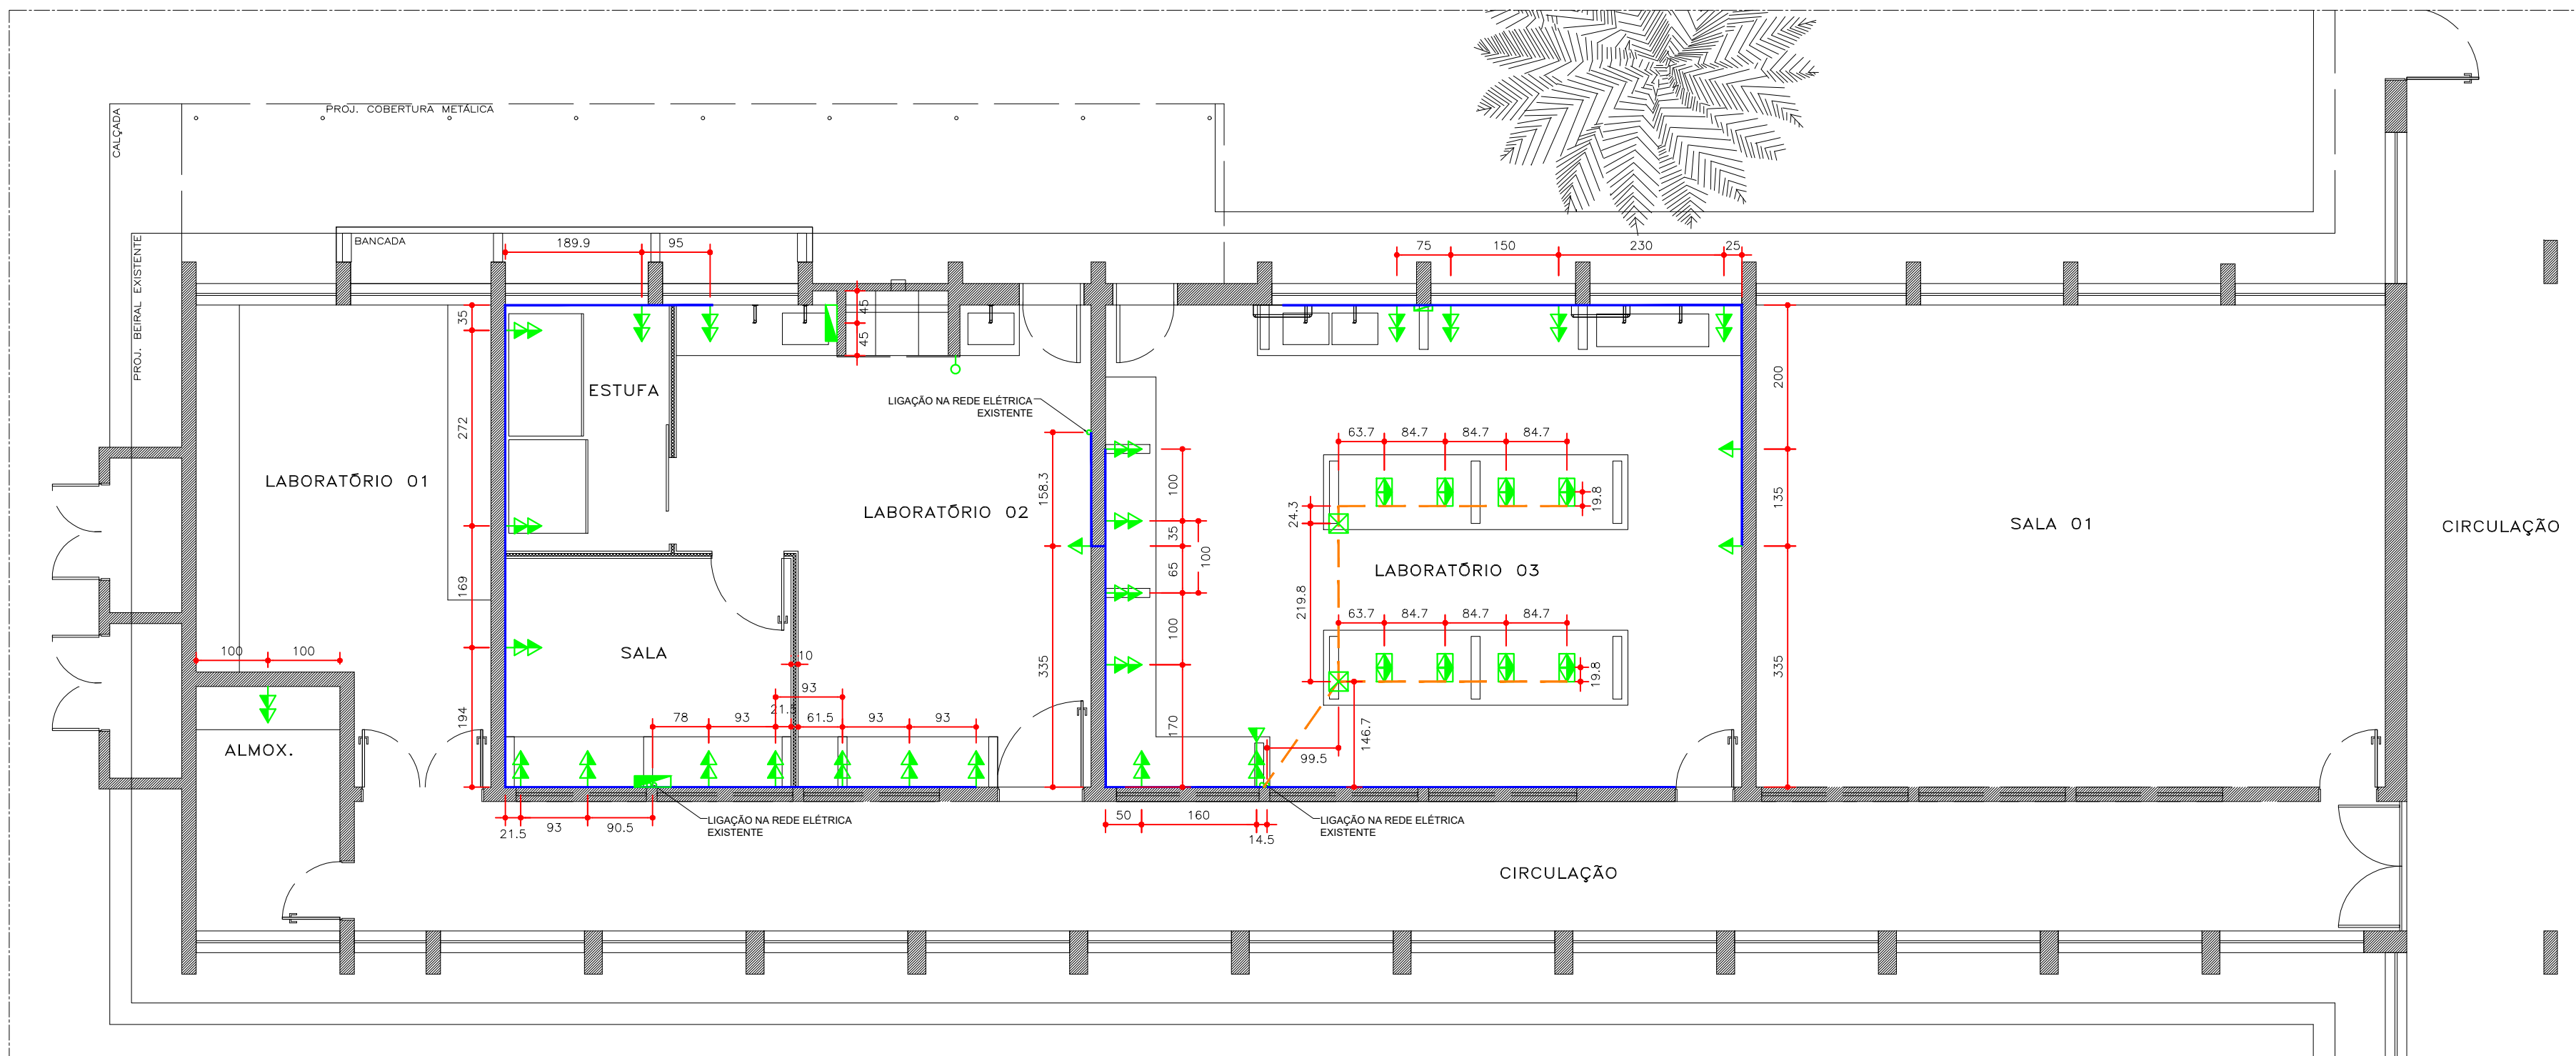 PROJ. COBERTURA METÁLICA
CALÇADA
PROJ. BEIRAL EXISTENTE
BANCADA
189.9
95
75
150
230
25
35
45
45
272
200
ESTUFA
LIGAÇÃO NA REDE ELÉTRICA
EXISTENTE
63.7
84.7
84.7
84.7
LABORATÓRIO 01
158.3
100
19.8
24.3
135
LABORATÓRIO 02
35
100
SALA 01
CIRCULAÇÃO
65
LABORATÓRIO 03
169
219.8
63.7
84.7
84.7
84.7
100
100
100
SALA
10
335
19.8
335
93
21.5
194
78
93
61.5
93
93
170
146.7
99.5
ALMOX.
21.5
93
90.5
LIGAÇÃO NA REDE ELÉTRICA
EXISTENTE
50
160
14.5
LIGAÇÃO NA REDE ELÉTRICA
EXISTENTE
CIRCULAÇÃO